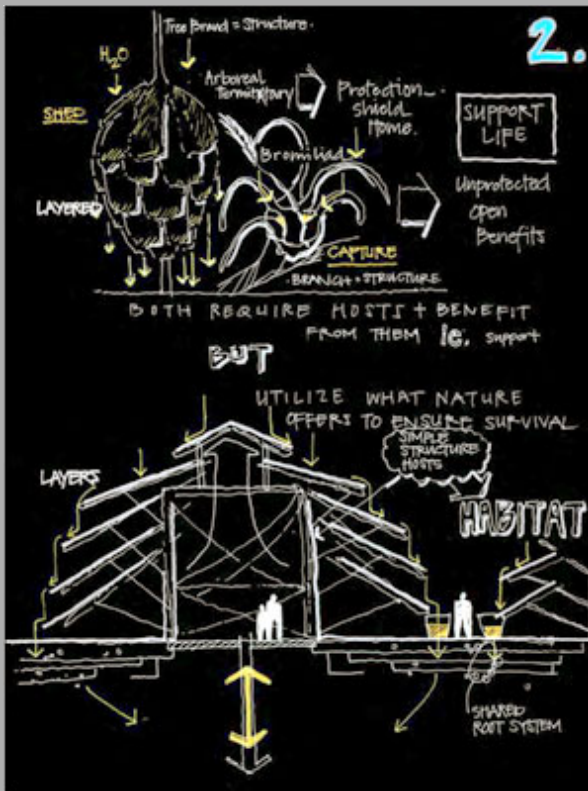 2.
Tree Brand = Structure.
H2O
SHED
LAYERED
Arboreal
Protection
Shield
Home.
Bromiliad
SUPPORT
LIFE
Unprotected
Open
Benefits
CAPTURE
BRANCH = STRUCTURE
BOTH REQUIRE HOSTS + BENEFIT
FROM THEM ie. support
BUT
UTILIZE WHAT NATURE
OFFERS TO ENSURE SURVIVAL
SIMPLE
STRUCTURE
HOSTS
LAYERS
HABITAT
SHARED
ROOT SYSTEM